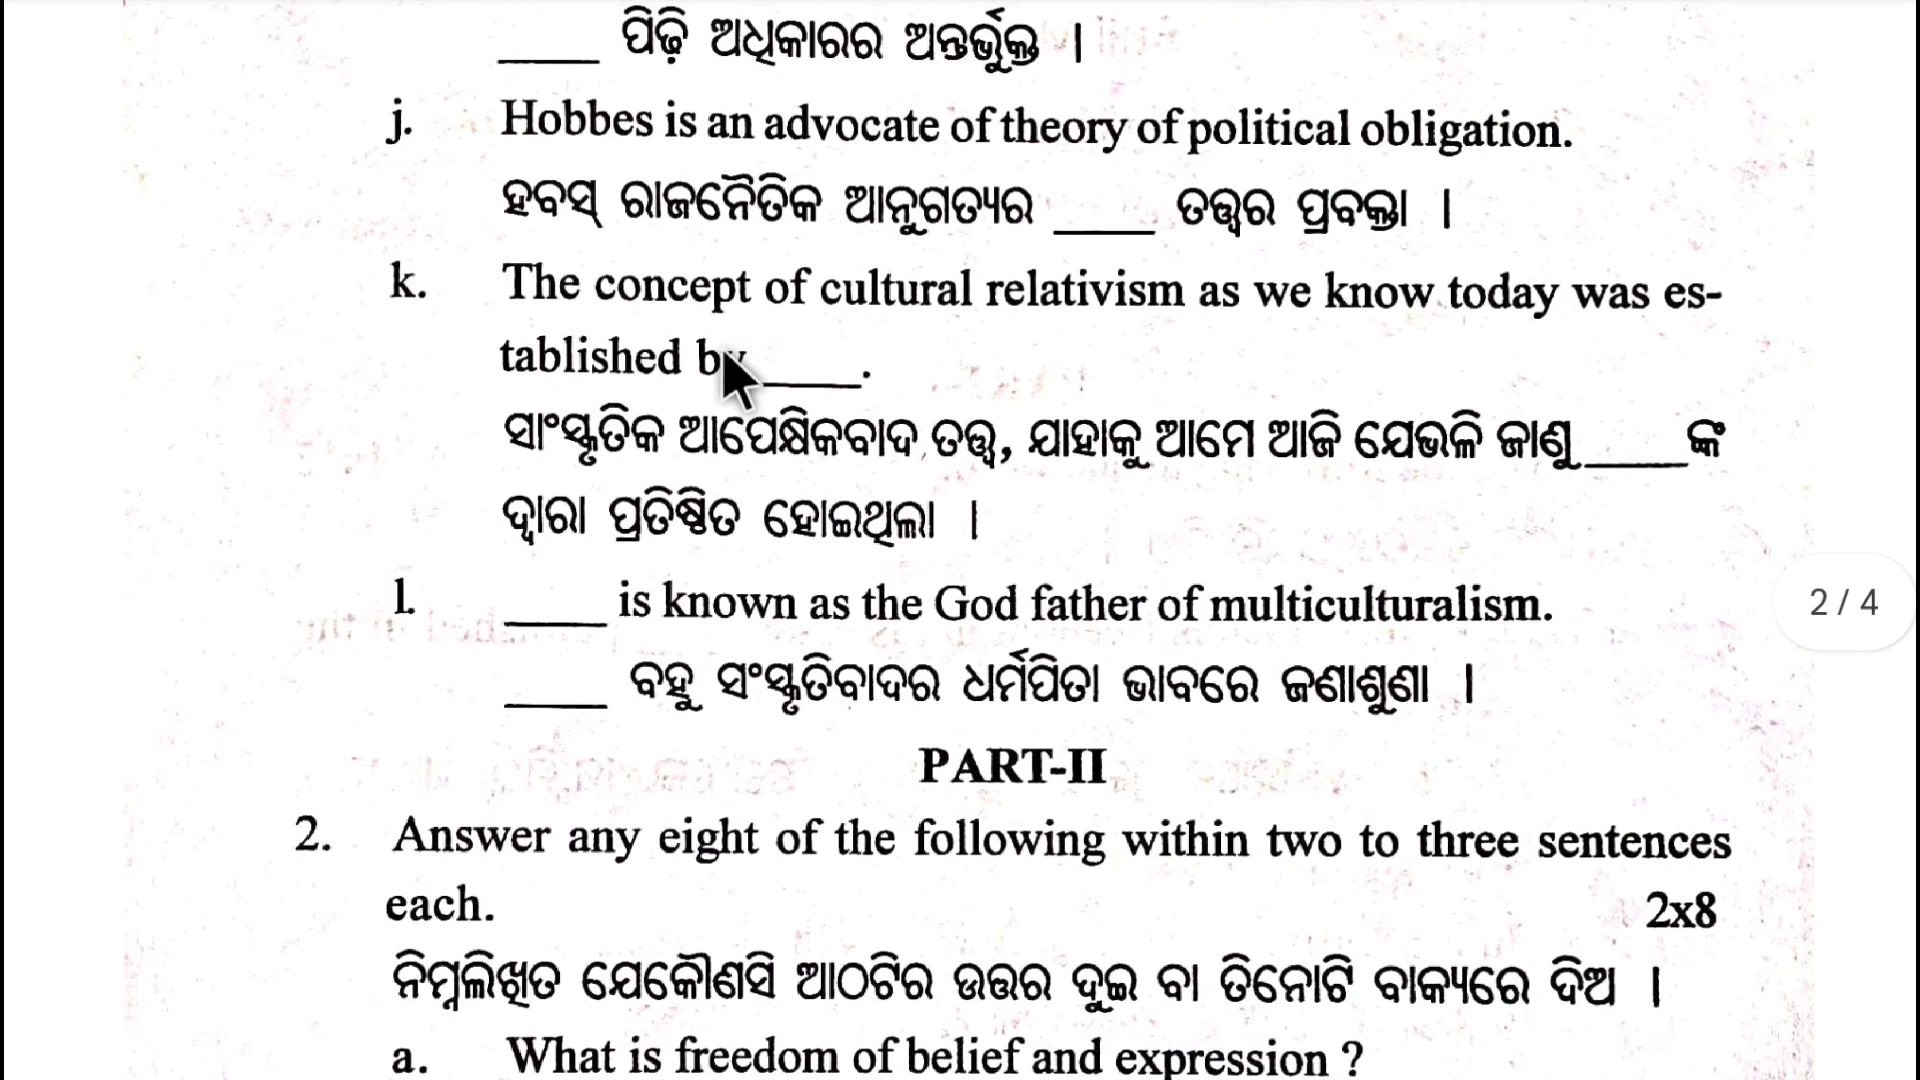 ____ ପିଢ଼ି ଅଧିକାରର ଅନ୍ତର୍ଭୁକ୍ତ ।
j. Hobbes is an advocate of theory of political obligation.
ହବସ୍ ରାଜନୈତିକ ଆନୁଗତ୍ୟର ____ ତତ୍ତ୍ୱର ପ୍ରବକ୍ତା ।
k. The concept of cultural relativism as we know today was es-
tablished by ____.
ସାଂସ୍କୃତିକ ଆପେକ୍ଷିକବାଦ ତତ୍ତ୍ୱ, ଯାହାକୁ ଆମେ ଆଜି ଯେଭଳି ଜାଣୁ ____ଙ୍କ
ଦ୍ୱାରା ପ୍ରତିଷ୍ଠିତ ହୋଇଥିଲା ।
l. ____ is known as the God father of multiculturalism.
2 / 4
____ ବହୁ ସଂସ୍କୃତିବାଦର ଧର୍ମପିତା ଭାବରେ ଜଣାଶୁଣା ।
PART-II
2. Answer any eight of the following within two to three sentences
each. 2x8
ନିମ୍ନଲିଖିତ ଯେକୌଣସି ଆଠଟିର ଉତ୍ତର ଦୁଇ ବା ତିନୋଟି ବାକ୍ୟରେ ଦିଅ ।
a. What is freedom of belief and expression ?